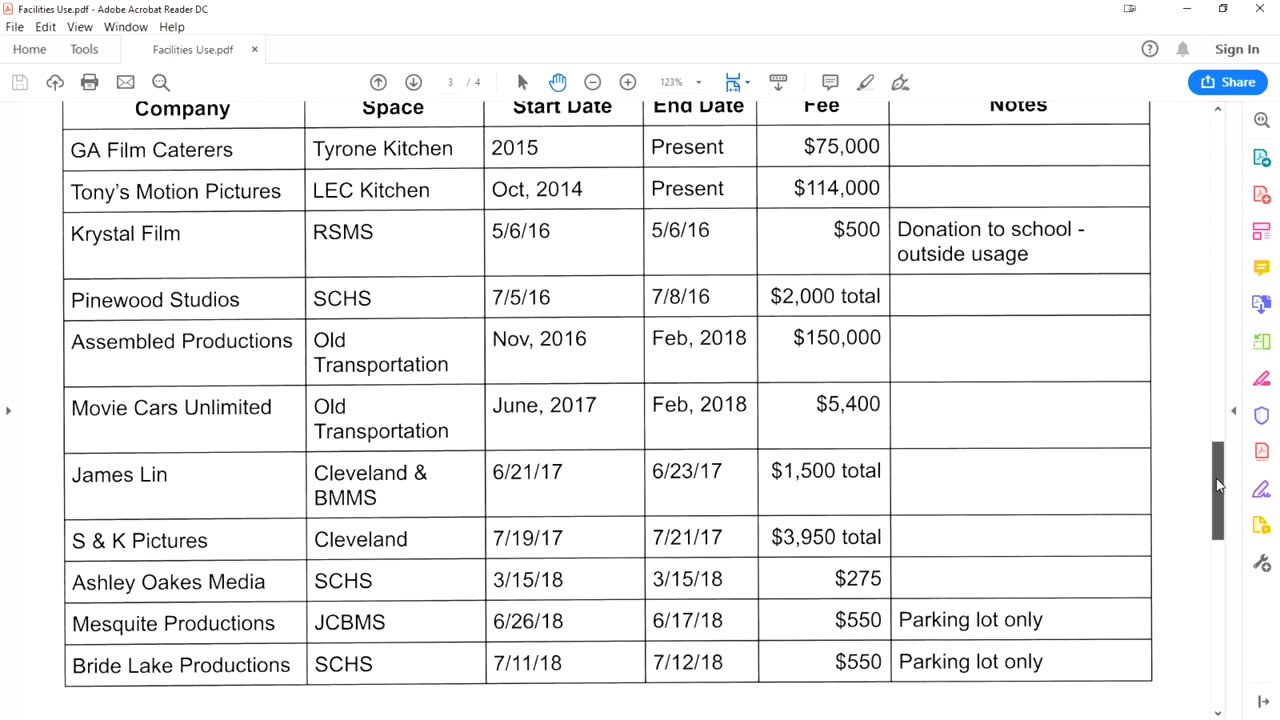 Facilities Use.pdf - Adobe Acrobat Reader DC
File Edit View Window Help
Home Tools Facilities Use.pdf × Sign In
3 / 4 123% Share
Company Space Start Date End Date Fee Notes
GA Film Caterers Tyrone Kitchen 2015 Present $75,000
Tony's Motion Pictures LEC Kitchen Oct, 2014 Present $114,000
Krystal Film RSMS 5/6/16 5/6/16 $500 Donation to school -
outside usage
Pinewood Studios SCHS 7/5/16 7/8/16 $2,000 total
Assembled Productions Old Nov, 2016 Feb, 2018 $150,000
Transportation
Movie Cars Unlimited Old June, 2017 Feb, 2018 $5,400
Transportation
James Lin Cleveland & 6/21/17 6/23/17 $1,500 total
BMMS
S & K Pictures Cleveland 7/19/17 7/21/17 $3,950 total
Ashley Oakes Media SCHS 3/15/18 3/15/18 $275
Mesquite Productions JCBMS 6/26/18 6/17/18 $550 Parking lot only
Bride Lake Productions SCHS 7/11/18 7/12/18 $550 Parking lot only